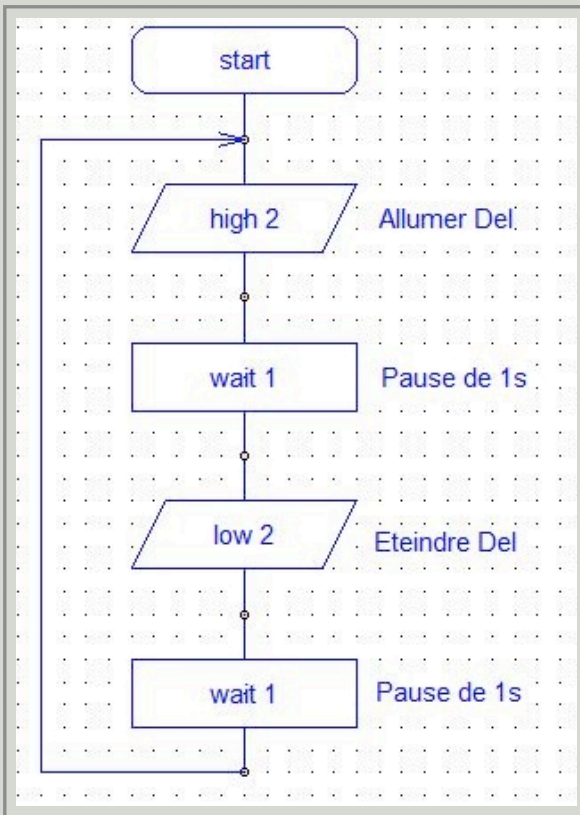 start
high 2 Allumer Del
wait 1 Pause de 1s
low 2 Eteindre Del
wait 1 Pause de 1s